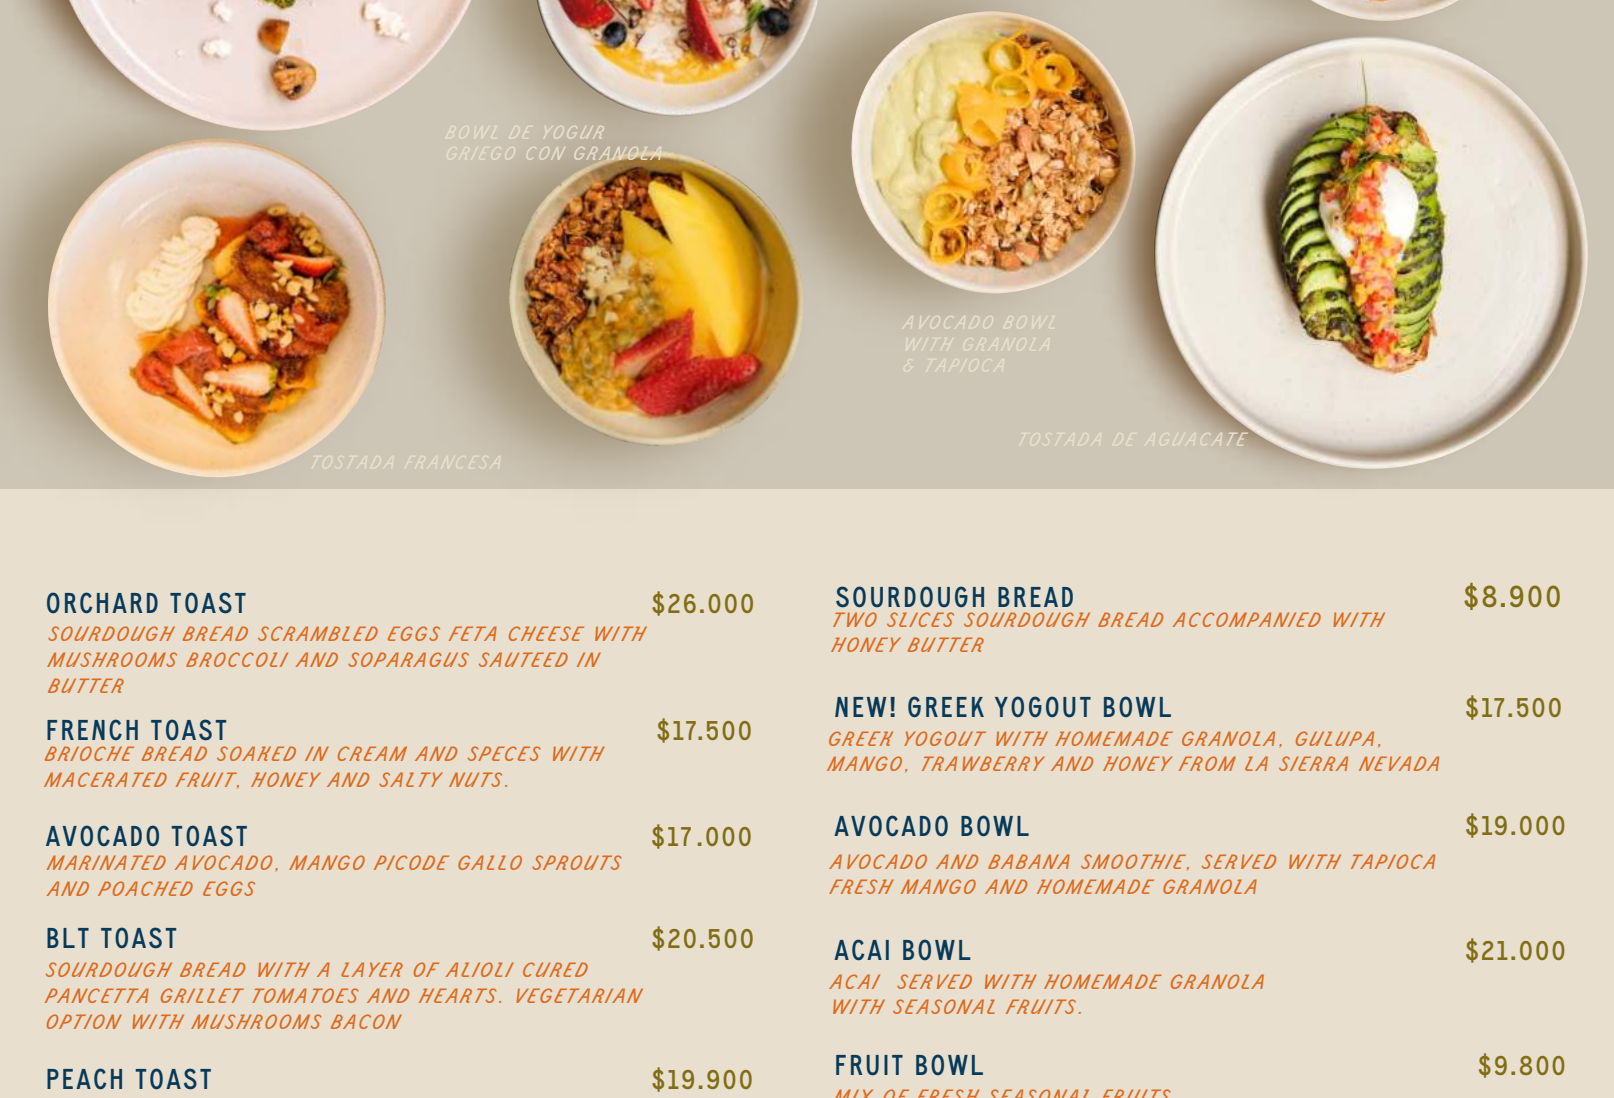 BOWL DE YOGUR
GRIEGO CON GRANOLA
AVOCADO BOWL
WITH GRANOLA
& TAPIOCA
TOSTADA DE AGUACATE
TOSTADA FRANCESA
ORCHARD TOAST $26.000
SOURDOUGH BREAD SCRAMBLED EGGS FETA CHEESE WITH
MUSHROOMS BROCCOLI AND SOPARAGUS SAUTEED IN
BUTTER
FRENCH TOAST $17.500
BRIOCHE BREAD SOAKED IN CREAM AND SPECES WITH
MACERATED FRUIT, HONEY AND SALTY NUTS.
AVOCADO TOAST $17.000
MARINATED AVOCADO, MANGO PICODE GALLO SPROUTS
AND POACHED EGGS
BLT TOAST $20.500
SOURDOUGH BREAD WITH A LAYER OF ALIOLI CURED
PANCETTA GRILLET TOMATOES AND HEARTS. VEGETARIAN
OPTION WITH MUSHROOMS BACON
PEACH TOAST $19.900
SOURDOUGH BREAD $8.900
TWO SLICES SOURDOUGH BREAD ACCOMPANIED WITH
HONEY BUTTER
NEW! GREEK YOGOUT BOWL $17.500
GREEK YOGOUT WITH HOMEMADE GRANOLA, GULUPA,
MANGO, TRAWBERRY AND HONEY FROM LA SIERRA NEVADA
AVOCADO BOWL $19.000
AVOCADO AND BABANA SMOOTHIE, SERVED WITH TAPIOCA
FRESH MANGO AND HOMEMADE GRANOLA
ACAI BOWL $21.000
ACAI SERVED WITH HOMEMADE GRANOLA
WITH SEASONAL FRUITS.
FRUIT BOWL $9.800
MIX OF FRESH SEASONAL FRUITS